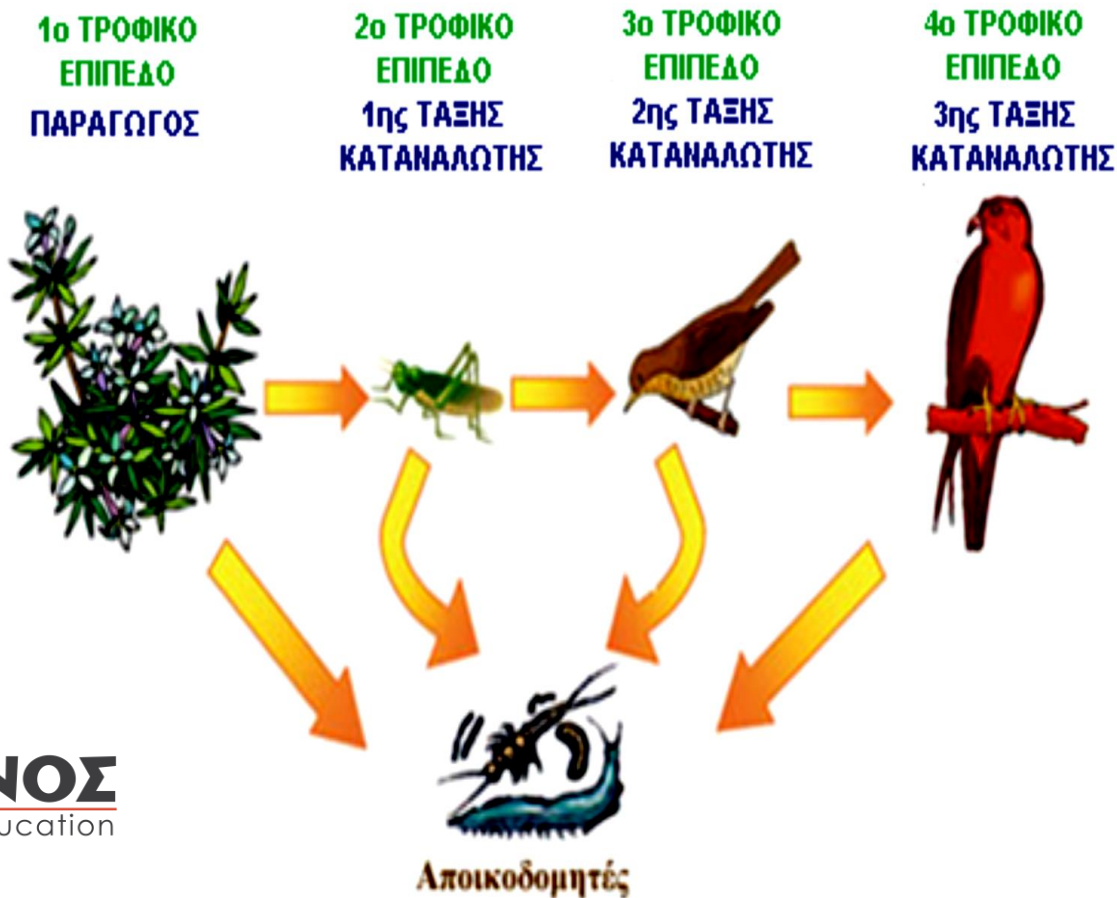 1ο ΤΡΟΦΙΚΟ
ΕΠΙΠΕΔΟ
ΠΑΡΑΓΩΓΟΣ
2ο ΤΡΟΦΙΚΟ
ΕΠΙΠΕΔΟ
1ης ΤΑΞΗΣ
ΚΑΤΑΝΑΛΩΤΗΣ
3ο ΤΡΟΦΙΚΟ
ΕΠΙΠΕΔΟ
2ης ΤΑΞΗΣ
ΚΑΤΑΝΑΛΩΤΗΣ
4ο ΤΡΟΦΙΚΟ
ΕΠΙΠΕΔΟ
3ης ΤΑΞΗΣ
ΚΑΤΑΝΑΛΩΤΗΣ
Αποικοδομητές